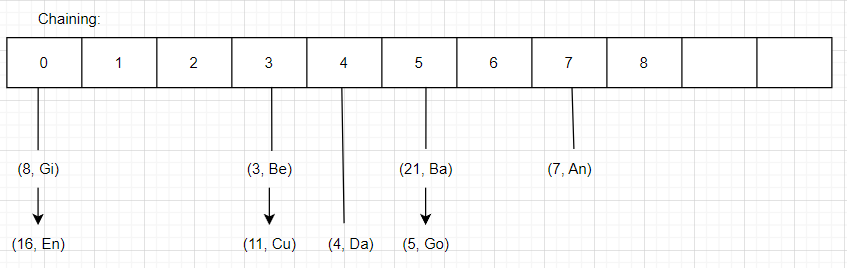 Chaining:
0 1 2 3 4 5 6 7 8
(8, Gi) (3, Be) (21, Ba) (7, An)
(16, En) (11, Cu) (4, Da) (5, Go)